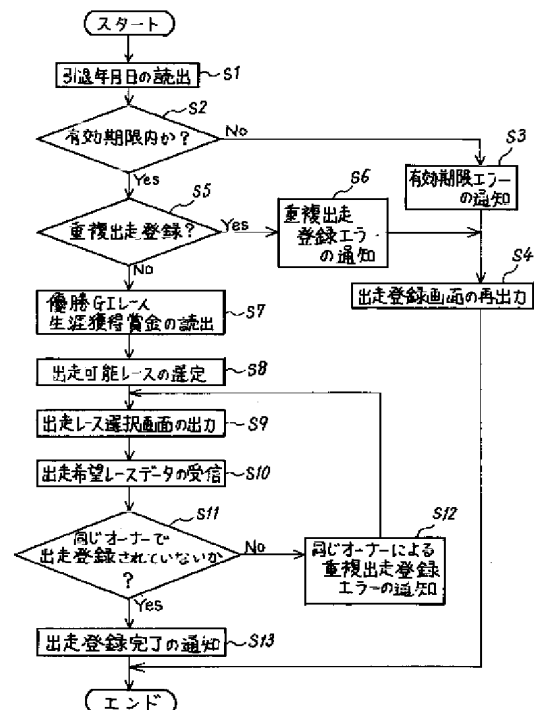 スタート
引退年月日の読出
S1
S2
有効期限内か?
No
Yes
S3
有効期限エラー
の通知
S5
重複出走登録?
Yes
No
S6
重複出走
登録エラー
の通知
S4
出走登録画面の再出力
優勝GIレース
生涯獲得賞金の読出
S7
出走可能レースの選定
S8
出走レース選択画面の出力
S9
出走希望レースデータの受信
S10
S11
同じオーナーで
出走登録されていないか
?
No
Yes
S12
同じオーナーによる
重複出走登録
エラーの通知
出走登録完了の通知
S13
エンド